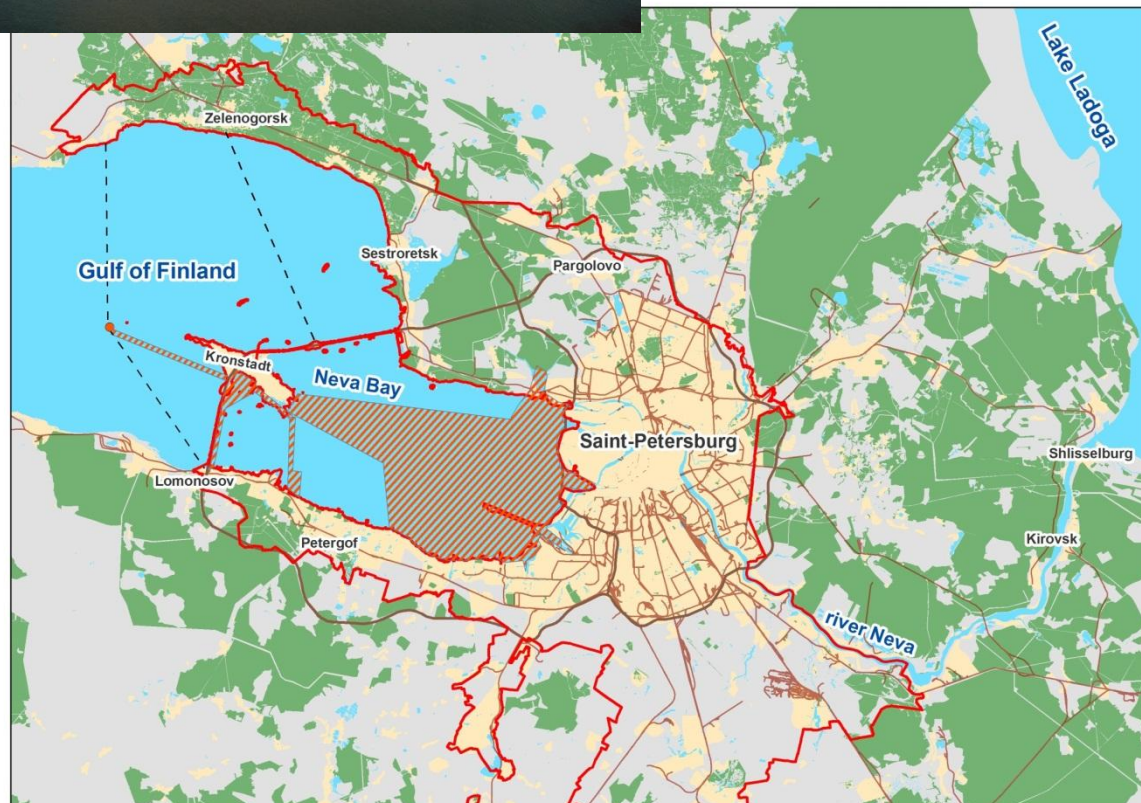 Lake Ladoga
Zelenogorsk
Sestroretsk
Pargolovo
Gulf of Finland
Kronstadt
Neva Bay
Saint-Petersburg
Shlisselburg
Lomonosov
Petergof
Kirovsk
river Neva